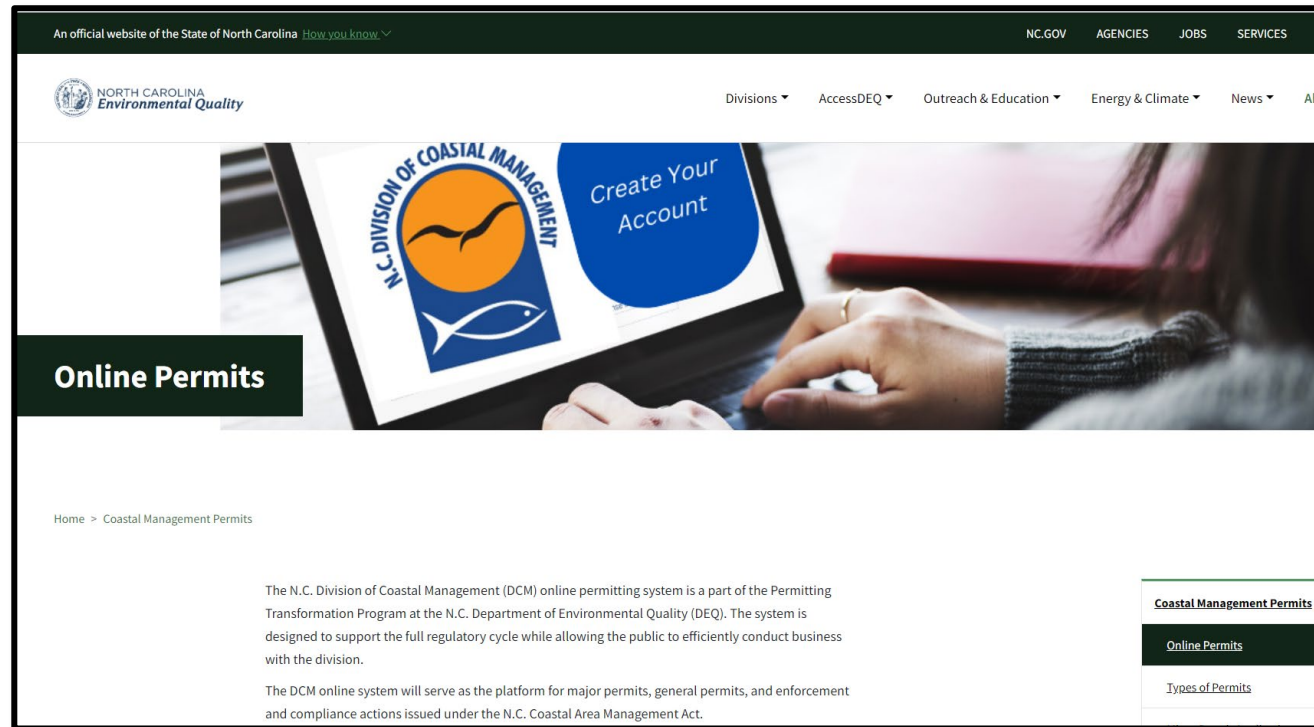 An official website of the State of North Carolina How you know
NC.GOV AGENCIES JOBS SERVICES
NORTH CAROLINA
Environmental Quality
Divisions AccessDEQ Outreach & Education Energy & Climate News
N.C. DIVISION OF COASTAL MANAGEMENT
Create Your
Account
Online Permits
Home > Coastal Management Permits
The N.C. Division of Coastal Management (DCM) online permitting system is a part of the Permitting
Transformation Program at the N.C. Department of Environmental Quality (DEQ). The system is
designed to support the full regulatory cycle while allowing the public to efficiently conduct business
with the division.
The DCM online system will serve as the platform for major permits, general permits, and enforcement
and compliance actions issued under the N.C. Coastal Area Management Act.
Coastal Management Permits
Online Permits
Types of Permits